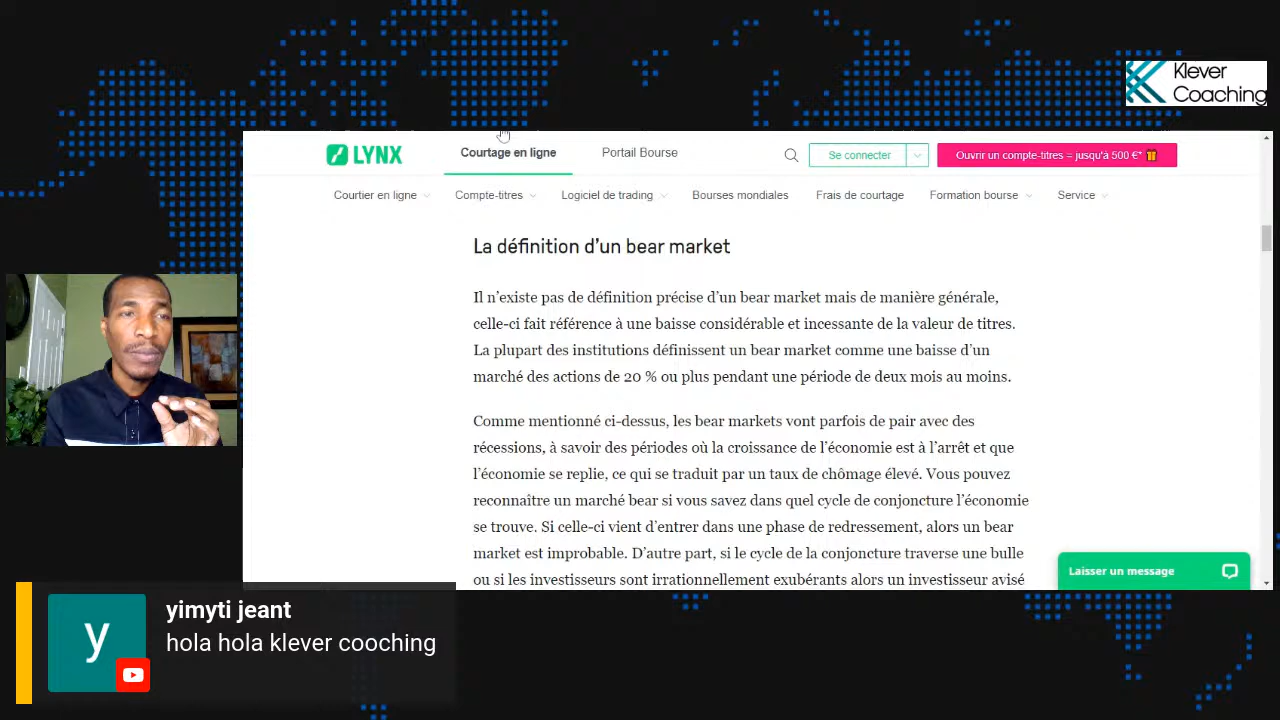 Klever
Coaching
LYNX
Courtage en ligne
Portail Bourse
Se connecter
Ouvrir un compte-titres = jusqu'à 500 €*
Courtier en ligne
Compte-titres
Logiciel de trading
Bourses mondiales
Frais de courtage
Formation bourse
Service
La définition d'un bear market
Il n'existe pas de définition précise d'un bear market mais de manière générale,
celle-ci fait référence à une baisse considérable et incessante de la valeur de titres.
La plupart des institutions définissent un bear market comme une baisse d'un
marché des actions de 20 % ou plus pendant une période de deux mois au moins.
Comme mentionné ci-dessus, les bear markets vont parfois de pair avec des
récessions, à savoir des périodes où la croissance de l'économie est à l'arrêt et que
l'économie se replie, ce qui se traduit par un taux de chômage élevé. Vous pouvez
reconnaître un marché bear si vous savez dans quel cycle de conjoncture l'économie
se trouve. Si celle-ci vient d'entrer dans une phase de redressement, alors un bear
market est improbable. D'autre part, si le cycle de la conjoncture traverse une bulle
ou si les investisseurs sont irrationnellement exubérants alors un investisseur avisé
Laisser un message
y
yimyti jeant
hola hola klever cooching